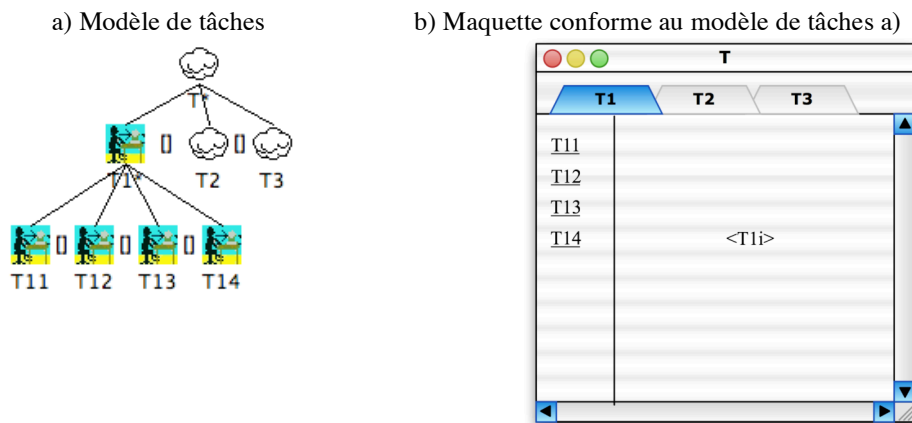 a) Modèle de tâches
b) Maquette conforme au modèle de tâches a)
T*
T1* [] T2 [] T3
T11 [] T12 [] T13 [] T14
T
T1 T2 T3
T11
T12
T13
T14 <T1i>